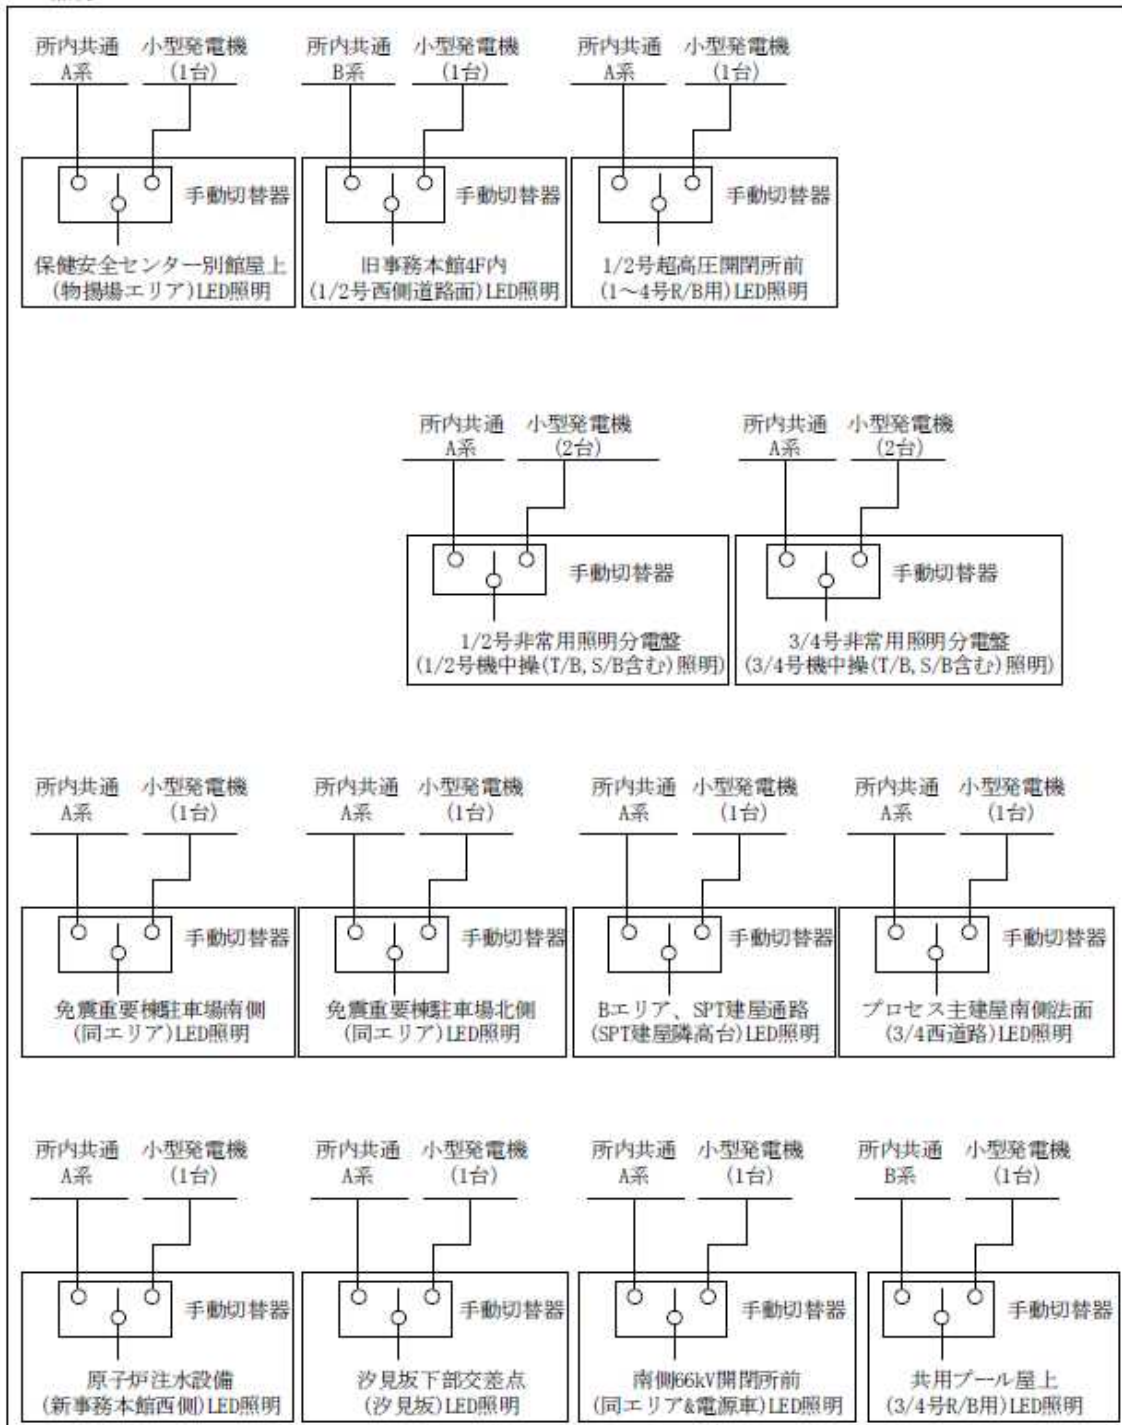 所内共通 小型発電機 所内共通 小型発電機 所内共通 小型発電機
A系 (1台) B系 (1台) A系 (1台)
手動切替器 手動切替器 手動切替器
保健安全センター別館屋上 旧事務本館4F内 1/2号超高圧開閉所前
(物揚場エリア)LED照明 (1/2号西側道路面)LED照明 (1～4号R/B用)LED照明
所内共通 小型発電機 所内共通 小型発電機
A系 (2台) A系 (2台)
手動切替器 手動切替器
1/2号非常用照明分電盤 3/4号非常用照明分電盤
(1/2号機中操(T/B,S/B含む)照明) (3/4号機中操(T/B,S/B含む)照明)
所内共通 小型発電機 所内共通 小型発電機 所内共通 小型発電機 所内共通 小型発電機
A系 (1台) A系 (1台) A系 (1台) A系 (1台)
手動切替器 手動切替器 手動切替器 手動切替器
免震重要棟駐車場南側 免震重要棟駐車場北側 Bエリア、SPT建屋通路 プロセス主建屋南側法面
(同エリア)LED照明 (同エリア)LED照明 (SPT建屋隣高台)LED照明 (3/4西道路)LED照明
所内共通 小型発電機 所内共通 小型発電機 所内共通 小型発電機 所内共通 小型発電機
A系 (1台) A系 (1台) A系 (1台) B系 (1台)
手動切替器 手動切替器 手動切替器 手動切替器
原子炉注水設備 汐見坂下部交差点 南側66kV開閉所前 共用プール屋上
(新事務本館西側)LED照明 (汐見坂)LED照明 (同エリア&電源車)LED照明 (3/4号R/B用)LED照明